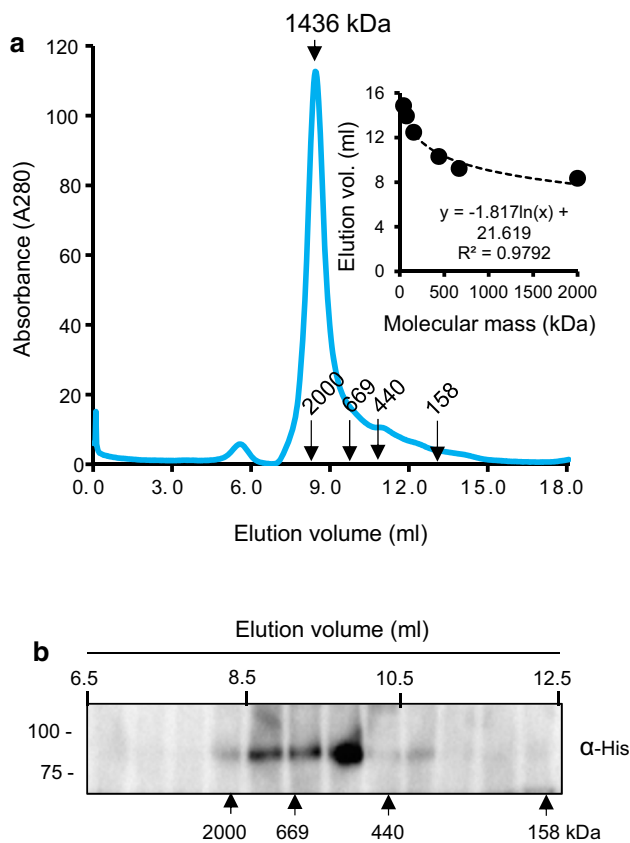 a
1436 kDa
Absorbance (A280)
120
100
80
60
40
20
0
0.0 3.0 6.0 9.0 12.0 15.0 18.0
Elution volume (ml)
2000 669 440 158
Elution vol. (ml)
16
12
8
4
0
y = -1.817ln(x) +
21.619
R² = 0.9792
0 500 1000 1500 2000
Molecular mass (kDa)
b
Elution volume (ml)
6.5 8.5 10.5 12.5
100 -
75 -
α-His
2000 669 440 158 kDa